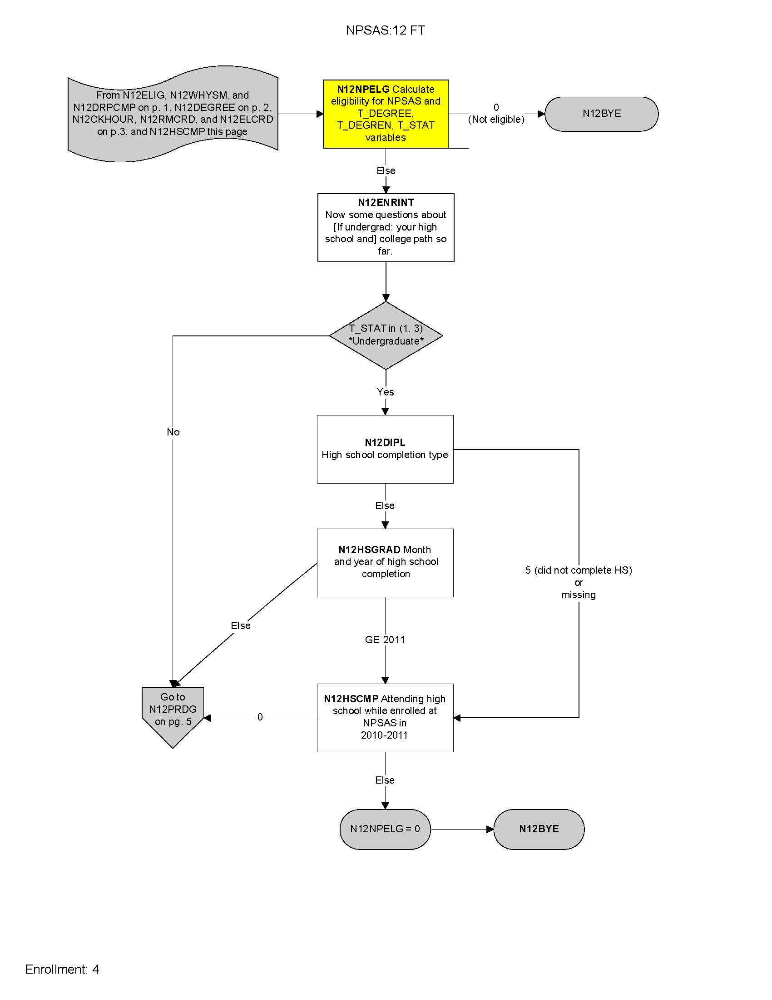 NPSAS:12 FT
From N12ELIG, N12WHYSM, and
N12DRPCMP on p. 1, N12DEGREE on p. 2,
N12CKHOUR, N12RMCRD, and N12ELCRD
on p.3, and N12HSCMP this page
N12NPELG Calculate
eligibility for NPSAS and
T_DEGREE,
T_DEGREN, T_STAT
variables
0
(Not eligible)
N12BYE
Else
N12ENRINT
Now some questions about
[If undergrad: your high
school and] college path so
far.
T_STAT in (1, 3)
*Undergraduate*
Yes
No
N12DIPL
High school completion type
Else
N12HSGRAD Month
and year of high school
completion
5 (did not complete HS)
or
missing
Else
GE 2011
Go to
N12PRDG
on pg. 5
0
N12HSCMP Attending high
school while enrolled at
NPSAS in
2010-2011
Else
N12NPELG = 0
N12BYE
Enrollment: 4